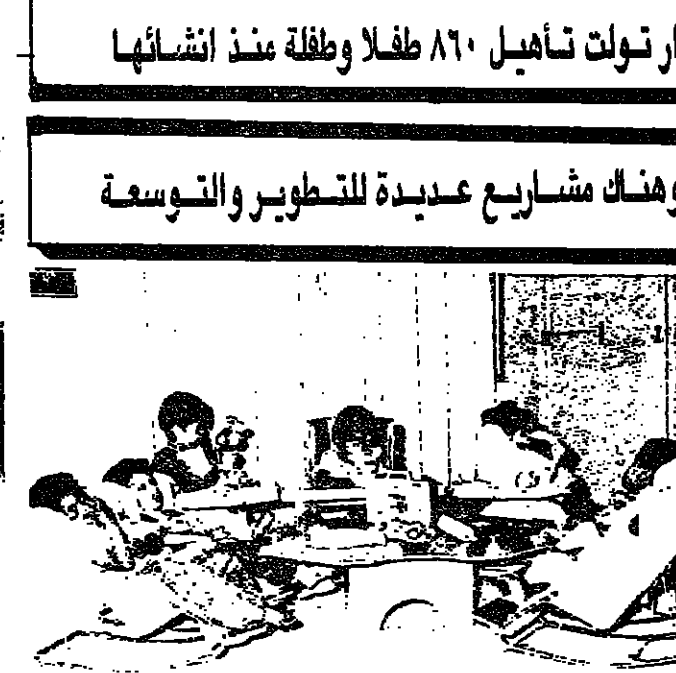 ار تولت تأهيل ٨٦٠ طفلا وطفلة منذ انشائها
وهناك مشاريع عديدة للتطوير والتوسعة